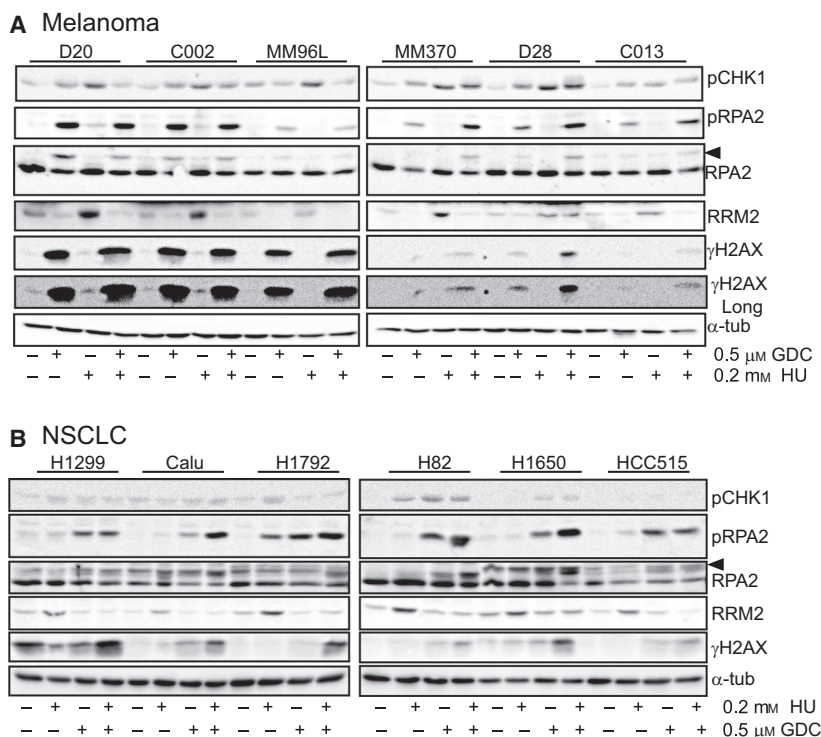 A Melanoma
D20 C002 MM96L MM370 D28 C013
pCHK1
pRPA2
RPA2
RRM2
γH2AX
γH2AX
Long
α-tub
– + – + – + – + – + – + – + – + – + – + – + – + 0.5 μM GDC
– – + + – – + + – – + + – – + + – – + + – – + + 0.2 mM HU
B NSCLC
H1299 Calu H1792 H82 H1650 HCC515
pCHK1
pRPA2
RPA2
RRM2
γH2AX
α-tub
– + – + – + – + – + – + – + – + – + – + – + – + 0.2 mM HU
– – + + – – + + – – + + – – + + – – + + – – + + 0.5 μM GDC